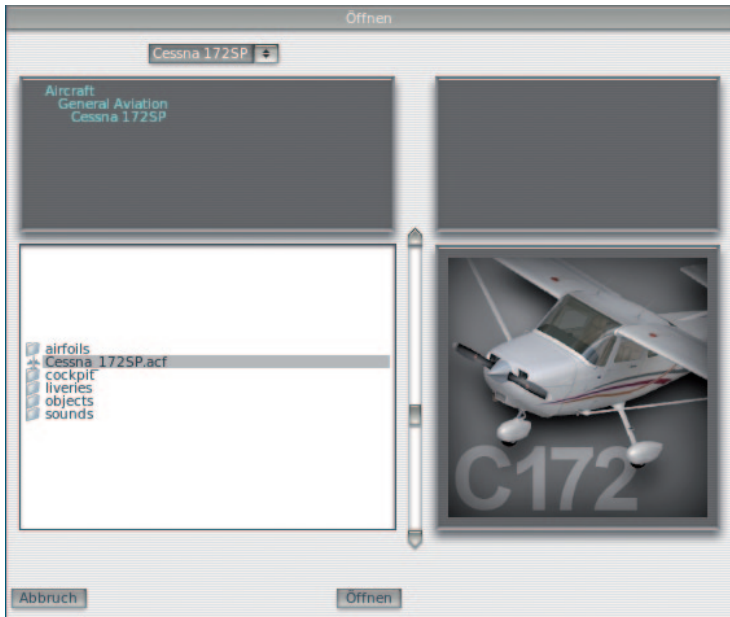 Öffnen
Cessna 172SP
Aircraft
General Aviation
Cessna 172SP
airfoils
Cessna_172SP.acf
cockpit
liveries
objects
sounds
C172
Abbruch
Öffnen